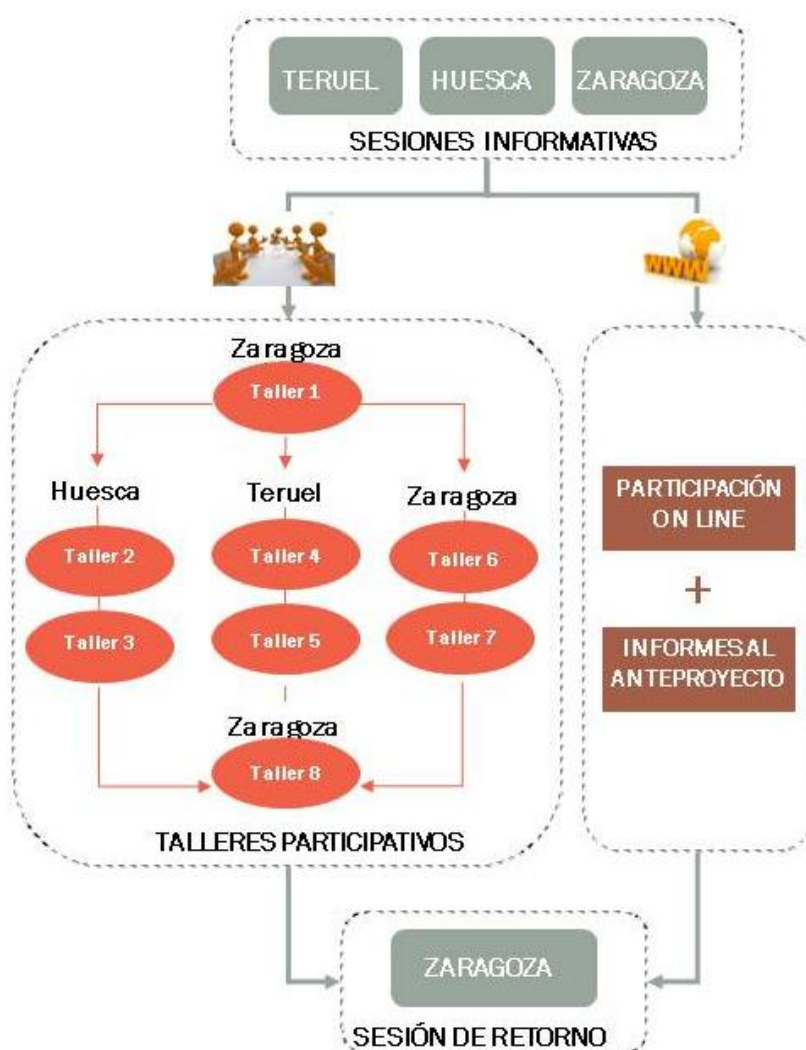 TERUEL
HUESCA
ZARAGOZA
SESIONES INFORMATIVAS
WWW
Zaragoza
Taller 1
Huesca
Teruel
Zaragoza
Taller 2
Taller 4
Taller 6
Taller 3
Taller 5
Taller 7
Zaragoza
Taller 8
TALLERES PARTICIPATIVOS
PARTICIPACIÓN
ON LINE
+
INFORMES AL
ANTEPROYECTO
ZARAGOZA
SESIÓN DE RETORNO